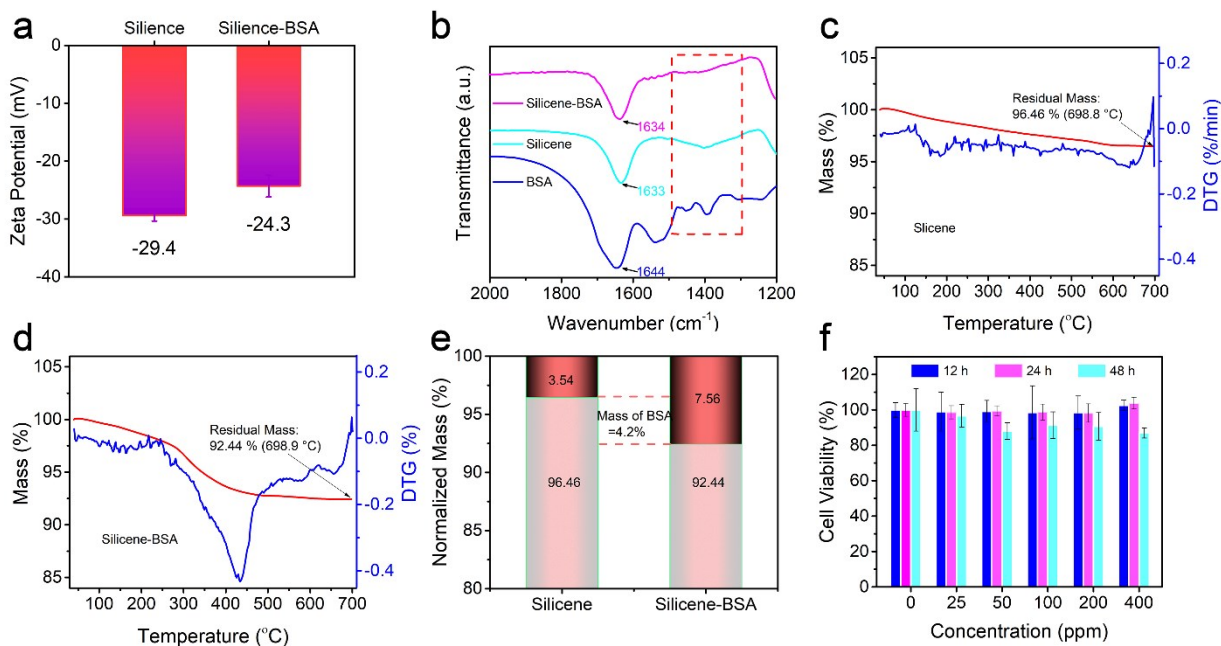 a
Silience
Silience-BSA
0
-10
-20
-30
-40
Zeta Potential (mV)
-29.4
-24.3
b
Transmittance (a.u.)
Silicene-BSA
1634
Silicene
1633
BSA
1644
2000
1800
1600
1400
1200
Wavenumber (cm⁻¹)
c
100
95
90
85
Mass (%)
0.2
0.0
-0.2
-0.4
DTG (%/min)
Residual Mass:
96.46 % (698.8 °C)
Slicene
100 200 300 400 500 600 700
Temperature (°C)
d
100
95
90
85
Mass (%)
0.2
0.0
-0.2
-0.4
DTG (%)
Residual Mass:
92.44 % (698.9 °C)
Silicene-BSA
100 200 300 400 500 600 700
Temperature (°C)
e
100
95
90
85
80
Normalized Mass (%)
3.54
7.56
Mass of BSA
=4.2%
96.46
92.44
Silicene
Silicene-BSA
f
12 h
24 h
48 h
120
100
80
60
40
20
0
Cell Viability (%)
0
25
50
100
200
400
Concentration (ppm)